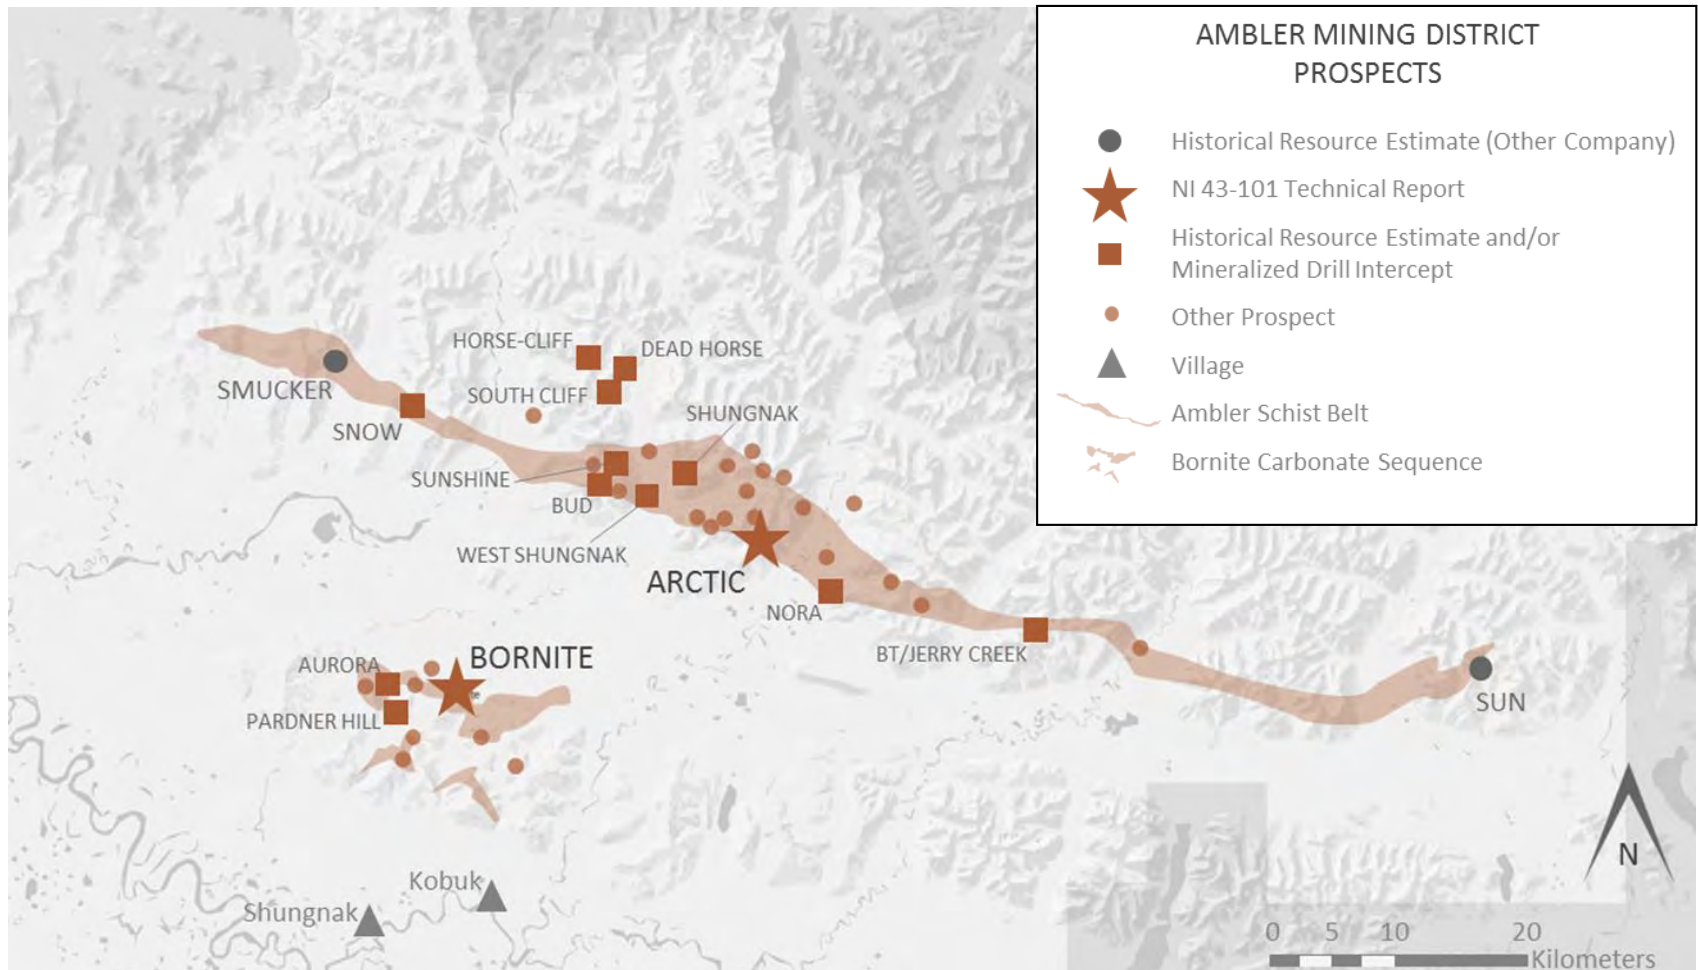 AMBLER MINING DISTRICT
PROSPECTS
Historical Resource Estimate (Other Company)
NI 43-101 Technical Report
Historical Resource Estimate and/or
Mineralized Drill Intercept
Other Prospect
Village
Ambler Schist Belt
Bornite Carbonate Sequence
HORSE-CLIFF
DEAD HORSE
SMUCKER
SOUTH CLIFF
SHUNGNAK
SNOW
SUNSHINE
BUD
WEST SHUNGNAK
ARCTIC
NORA
BT/JERRY CREEK
AURORA
BORNITE
SUN
PARDNER HILL
Kobuk
Shungnak
N
0 5 10 20
Kilometers